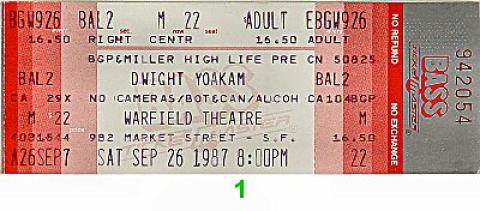 BGW926 BAL2 M 22 ADULT EBGW926
16.50 RIGHT CENTR 16.50 ADULT
BGP&MILLER HIGH LIFE PRE CN 50825
BAL2 DWIGHT YOAKAM BAL2
CA 29X NO CAMERAS/BOT&CAN/ALCOH CA104BGP
M 22 WARFIELD THEATRE M
982 MARKET STREET - S.F. 16.50
A26SEP7 SAT SEP 26 1987 8:00PM 22
NO REFUND
NO EXCHANGE
BASS
TICKETMASTER
942054
1